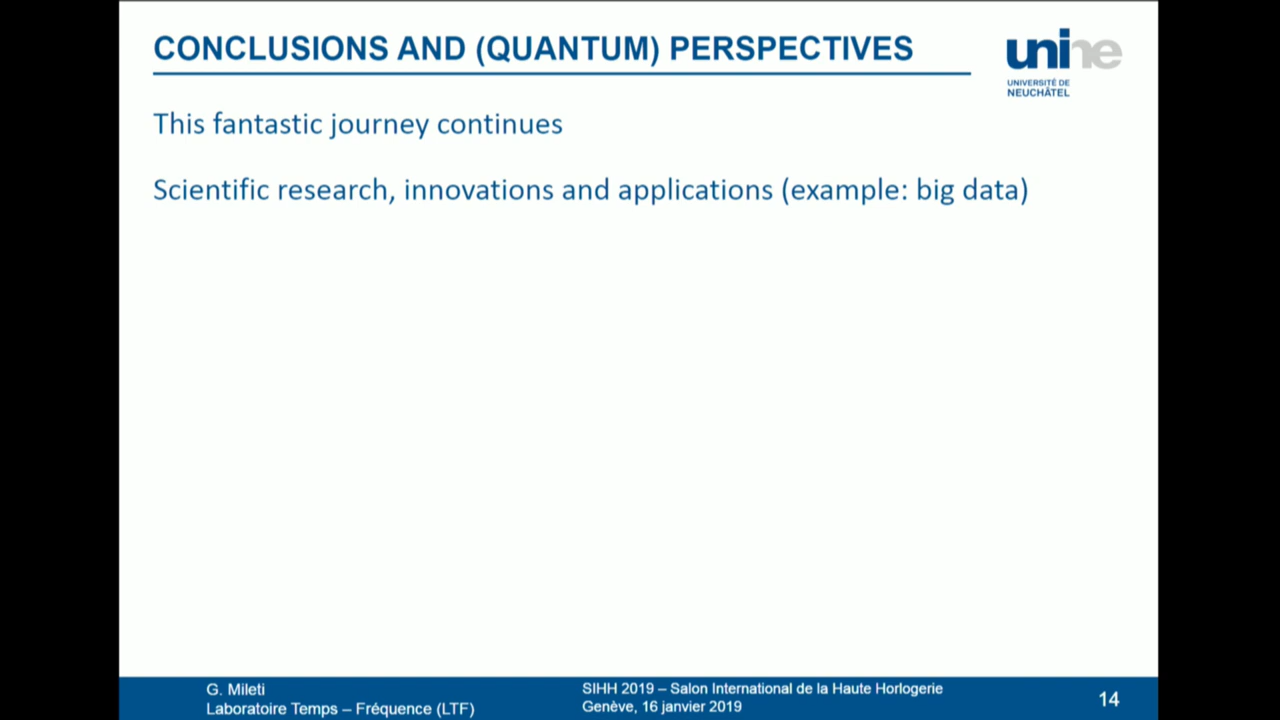 CONCLUSIONS AND (QUANTUM) PERSPECTIVES
unine
UNIVERSITÉ DE
NEUCHÂTEL
This fantastic journey continues
Scientific research, innovations and applications (example: big data)
G. Mileti
Laboratoire Temps – Fréquence (LTF)
SIHH 2019 – Salon International de la Haute Horlogerie
Genève, 16 janvier 2019
14